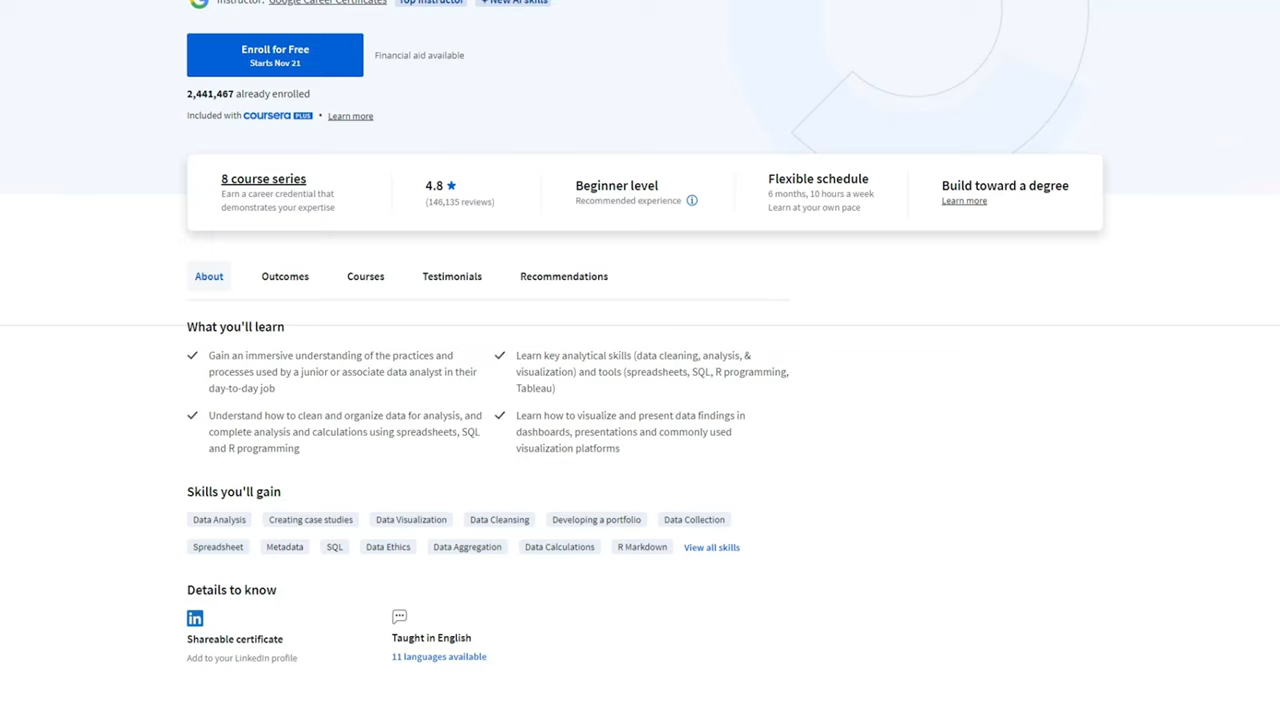 Instructor: Google Career Certificates Top Instructor + New AI skills
Enroll for Free
Starts Nov 21
Financial aid available
2,441,467 already enrolled
Included with coursera PLUS • Learn more
8 course series
Earn a career credential that
demonstrates your expertise
4.8
(146,135 reviews)
Beginner level
Recommended experience
Flexible schedule
6 months, 10 hours a week
Learn at your own pace
Build toward a degree
Learn more
About Outcomes Courses Testimonials Recommendations
What you'll learn
Gain an immersive understanding of the practices and
processes used by a junior or associate data analyst in their
day-to-day job
Learn key analytical skills (data cleaning, analysis, &
visualization) and tools (spreadsheets, SQL, R programming,
Tableau)
Understand how to clean and organize data for analysis, and
complete analysis and calculations using spreadsheets, SQL
and R programming
Learn how to visualize and present data findings in
dashboards, presentations and commonly used
visualization platforms
Skills you'll gain
Data Analysis Creating case studies Data Visualization Data Cleansing Developing a portfolio Data Collection
Spreadsheet Metadata SQL Data Ethics Data Aggregation Data Calculations R Markdown View all skills
Details to know
in
Shareable certificate
Add to your LinkedIn profile
Taught in English
11 languages available